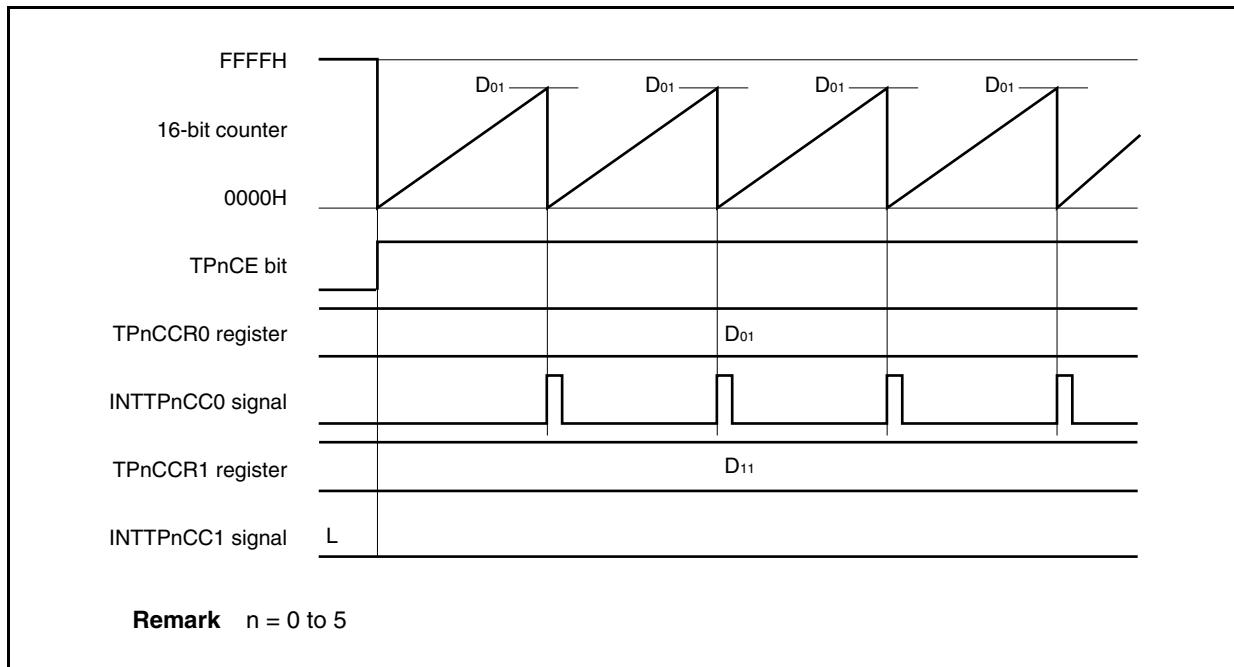 FFFFH
D01 D01 D01 D01
16-bit counter
0000H
TPnCE bit
TPnCCR0 register D01
INTTPnCC0 signal
TPnCCR1 register D11
INTTPnCC1 signal L
Remark n = 0 to 5